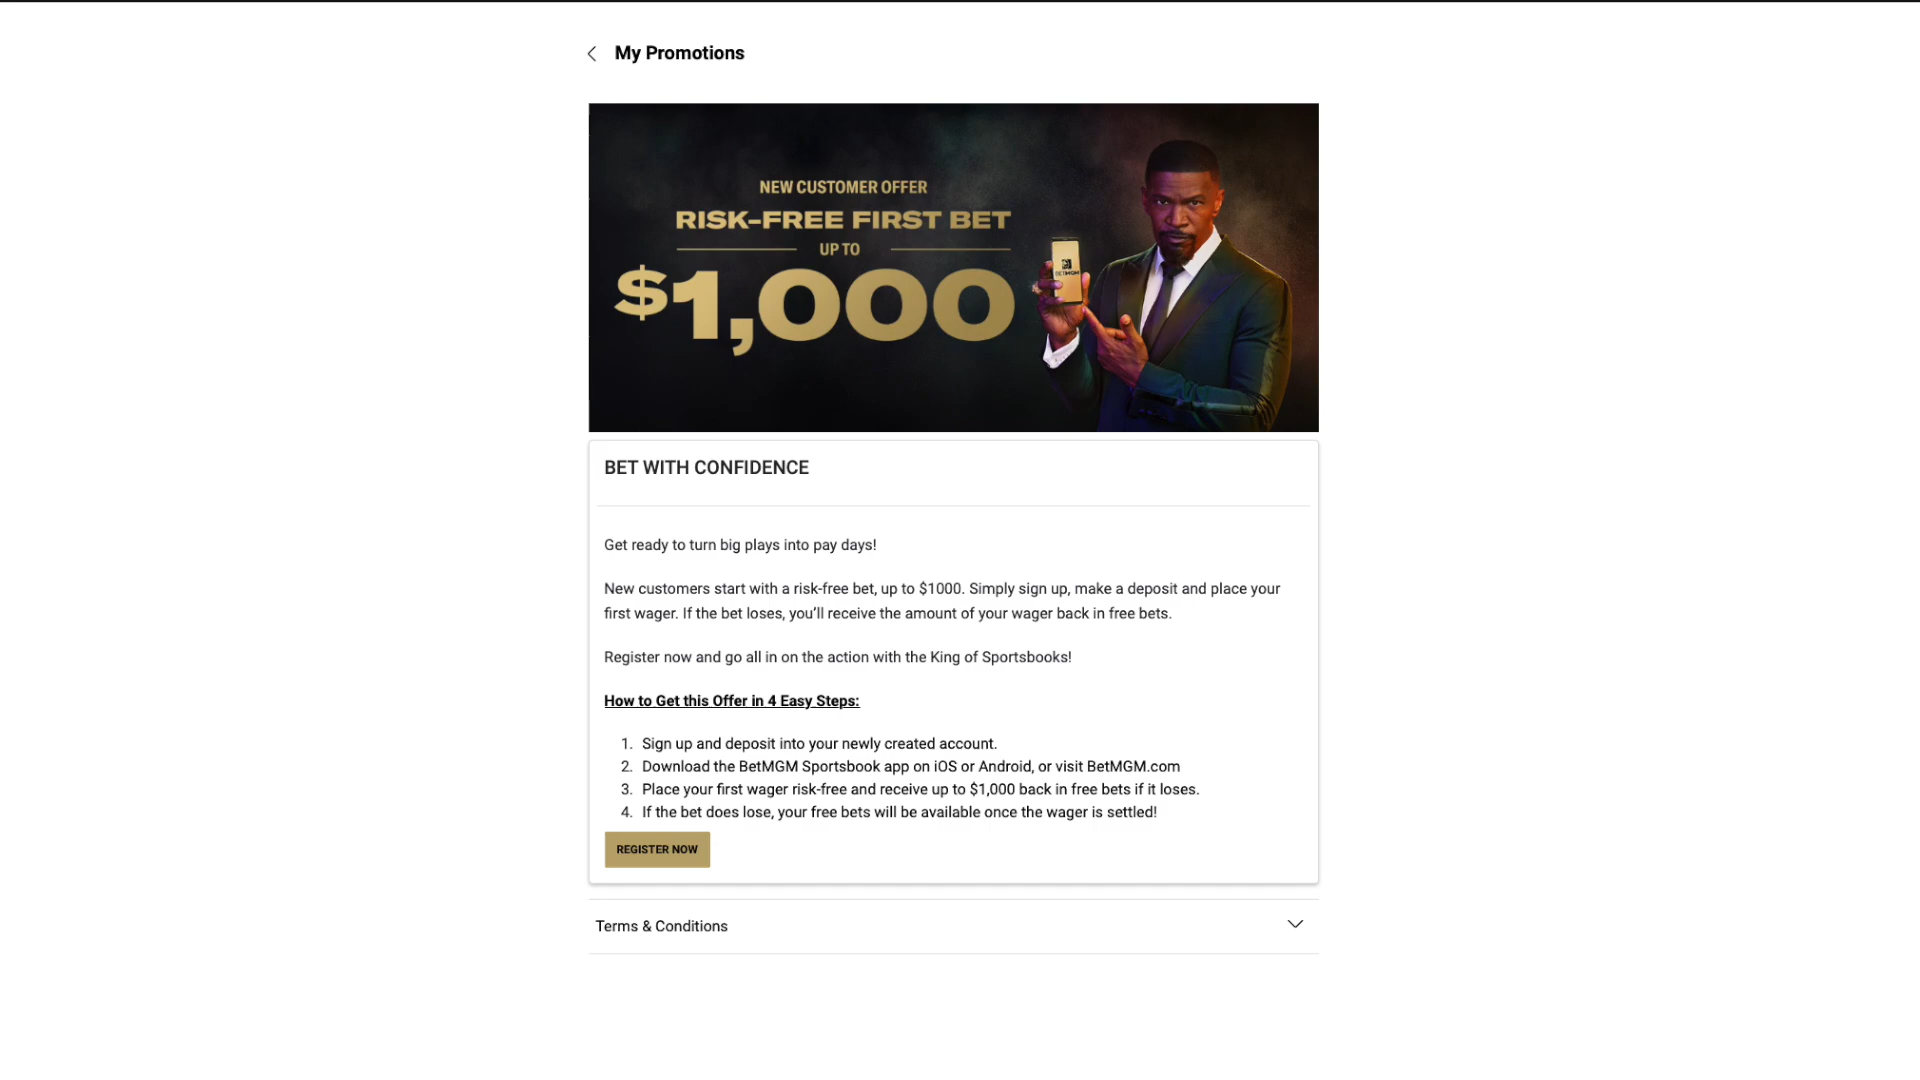 My Promotions
NEW CUSTOMER OFFER
RISK-FREE FIRST BET
UP TO
$1,000
BETMGM
BET WITH CONFIDENCE
Get ready to turn big plays into pay days!
New customers start with a risk-free bet, up to $1000. Simply sign up, make a deposit and place your
first wager. If the bet loses, you’ll receive the amount of your wager back in free bets.
Register now and go all in on the action with the King of Sportsbooks!
How to Get this Offer in 4 Easy Steps:
1. Sign up and deposit into your newly created account.
2. Download the BetMGM Sportsbook app on iOS or Android, or visit BetMGM.com
3. Place your first wager risk-free and receive up to $1,000 back in free bets if it loses.
4. If the bet does lose, your free bets will be available once the wager is settled!
REGISTER NOW
Terms & Conditions